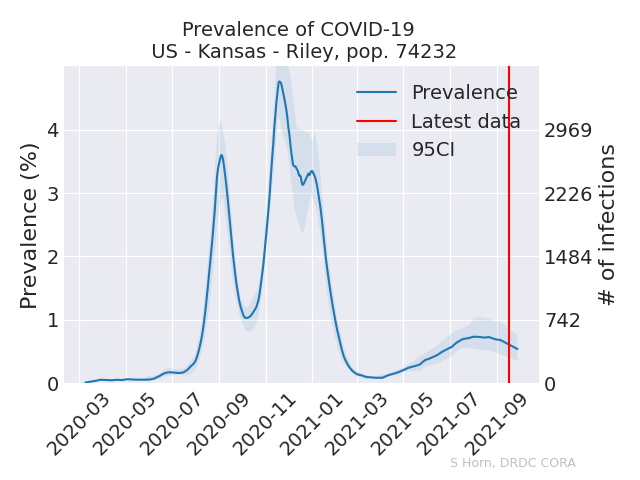 Prevalence of COVID-19
US - Kansas - Riley, pop. 74232
Prevalence
Latest data
95CI
Prevalence (%)
4
3
2
1
0
2969
2226
1484
742
0
# of infections
2020-03
2020-05
2020-07
2020-09
2020-11
2021-01
2021-03
2021-05
2021-07
2021-09
S Horn, DRDC CORA